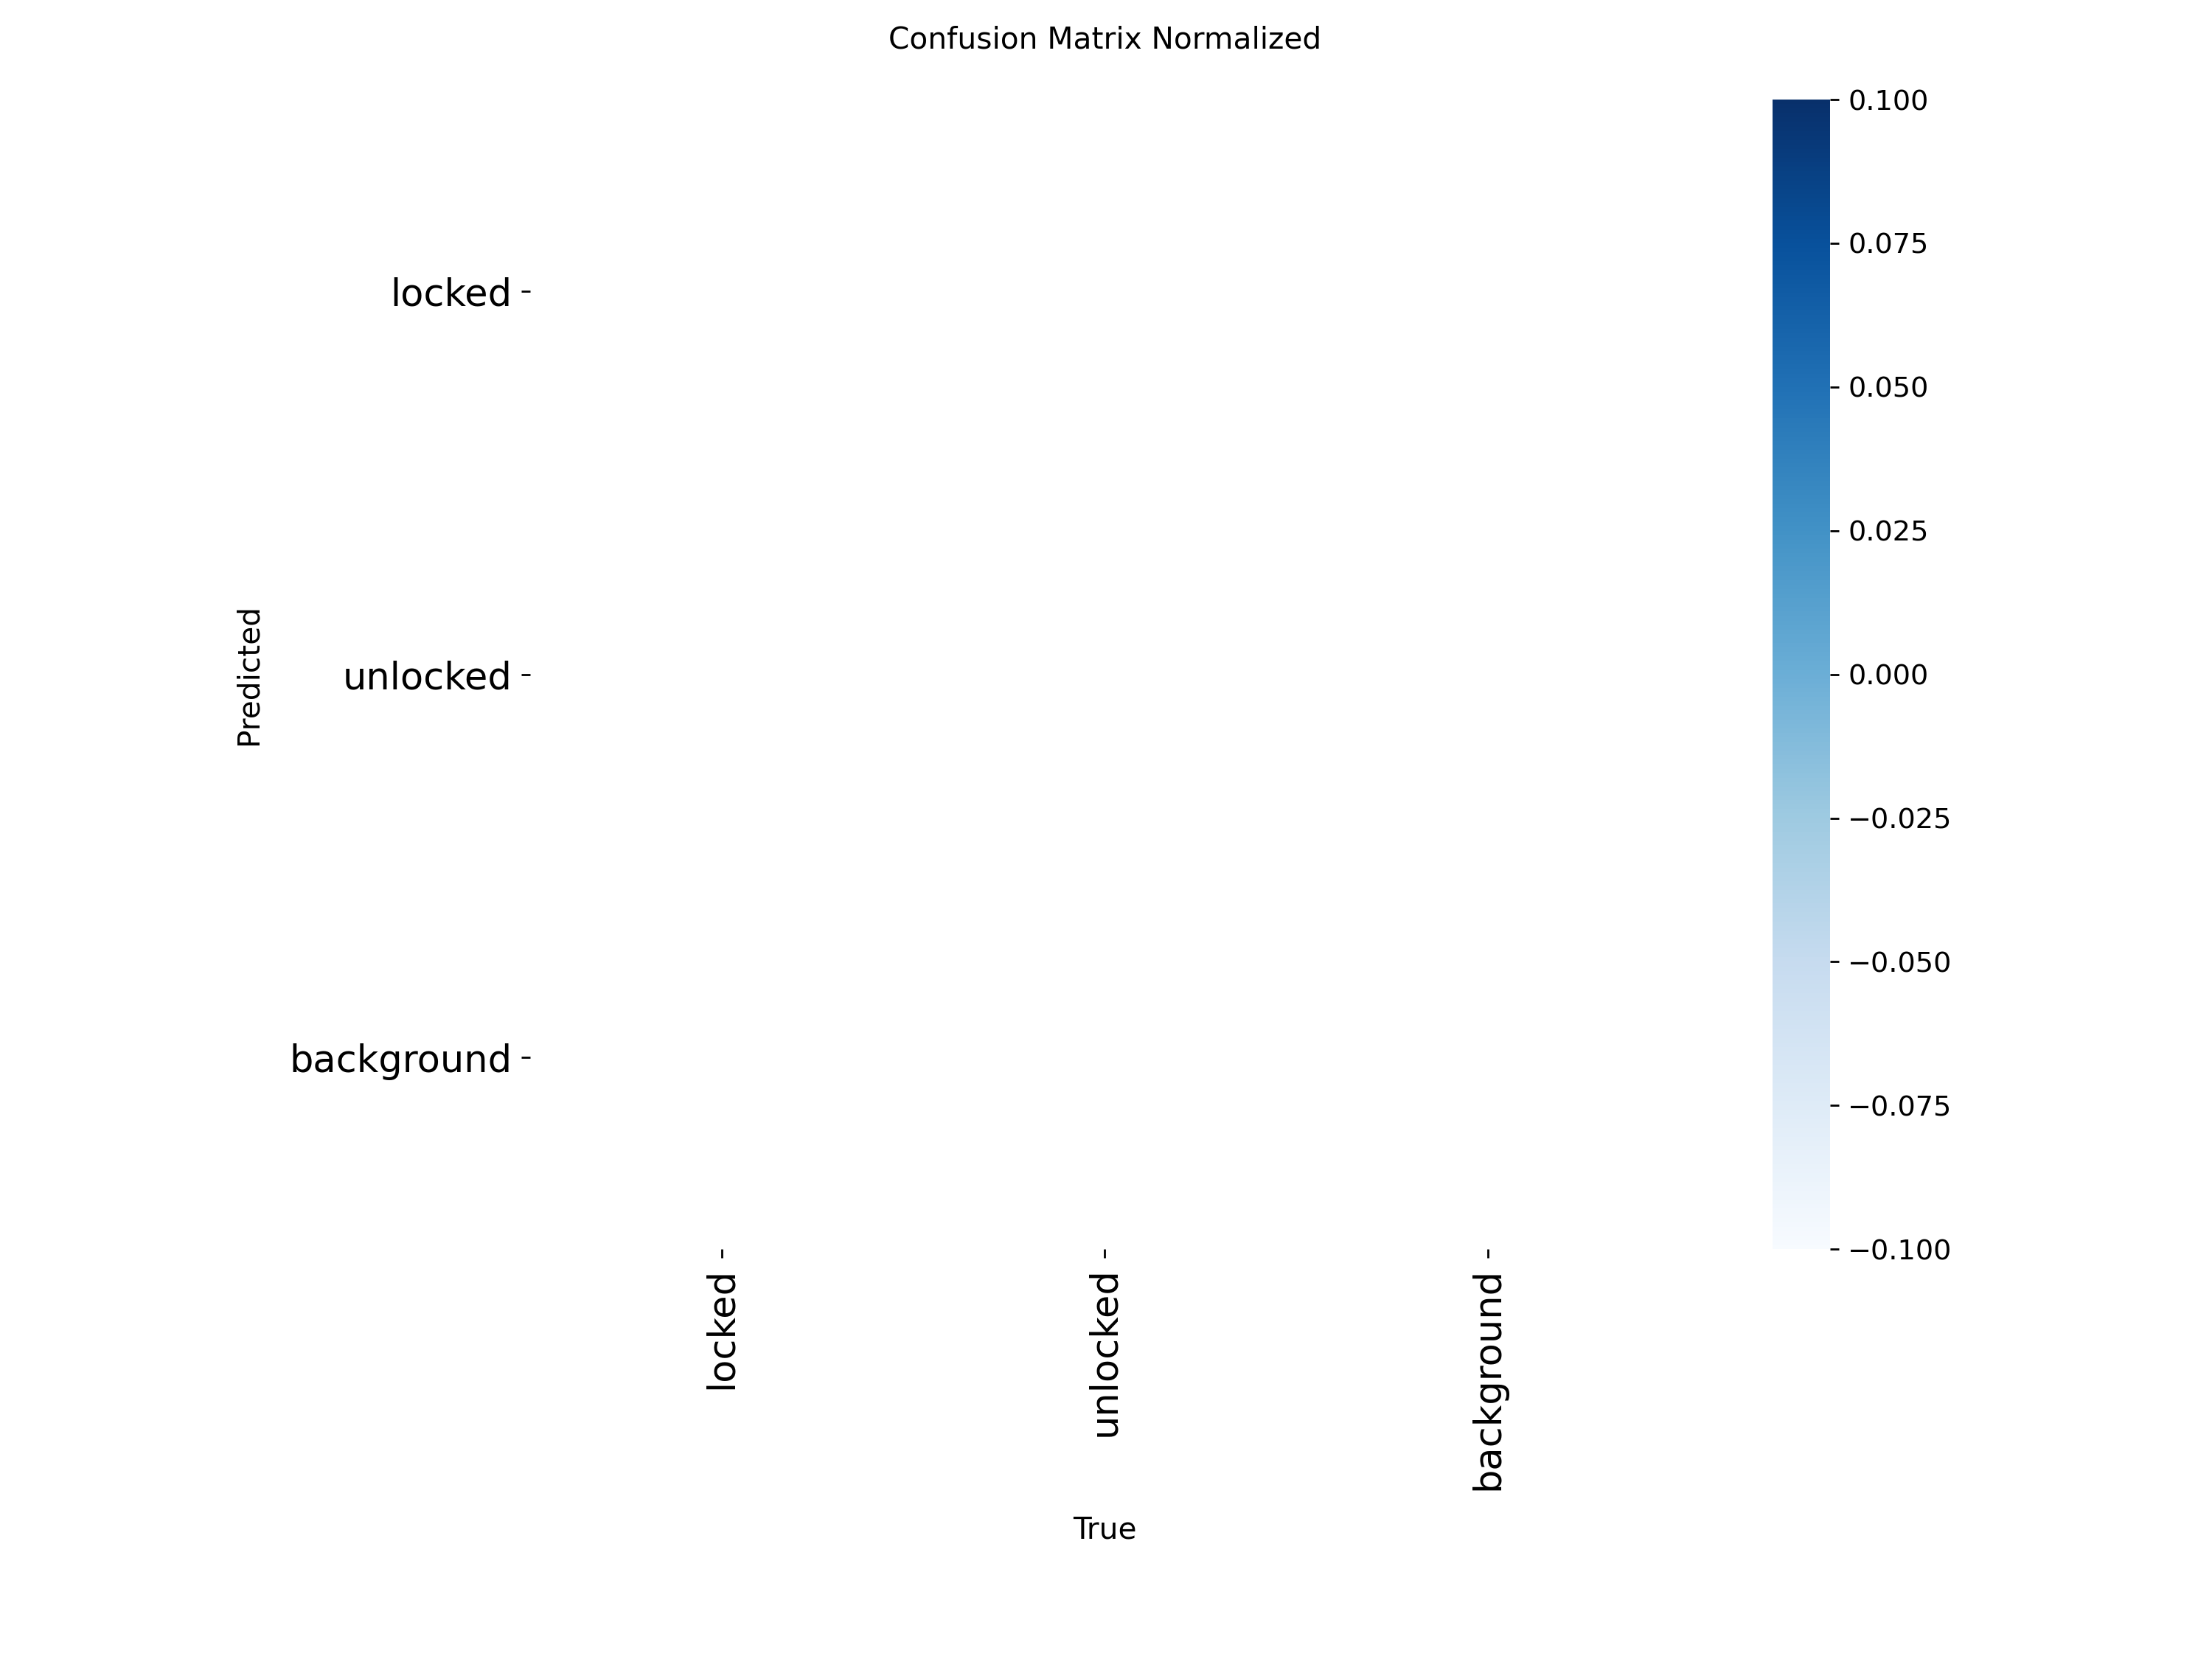 Confusion Matrix Normalized
Predicted
locked
unlocked
background
locked
unlocked
background
True
0.100
0.075
0.050
0.025
0.000
−0.025
−0.050
−0.075
−0.100